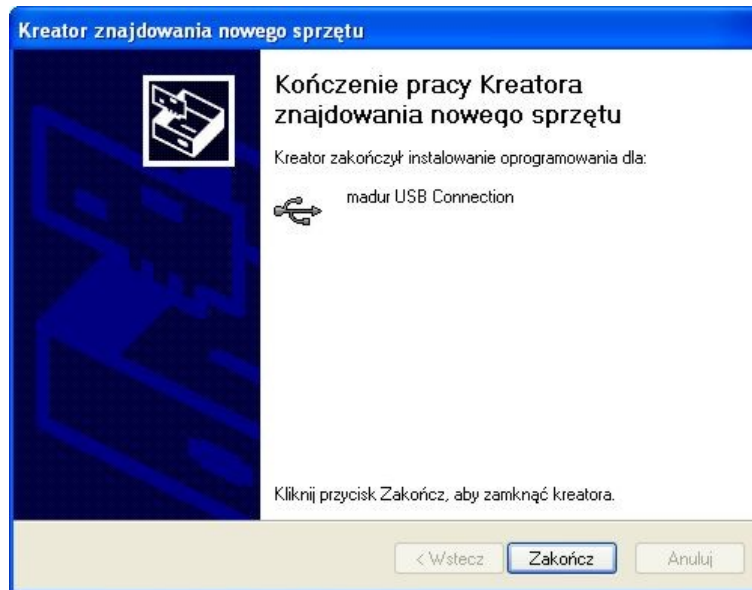 Kreator znajdowania nowego sprzętu
Kończenie pracy Kreatora
znajdowania nowego sprzętu
Kreator zakończył instalowanie oprogramowania dla:
madur USB Connection
Kliknij przycisk Zakończ, aby zamknąć kreatora.
< Wstecz Zakończ Anuluj